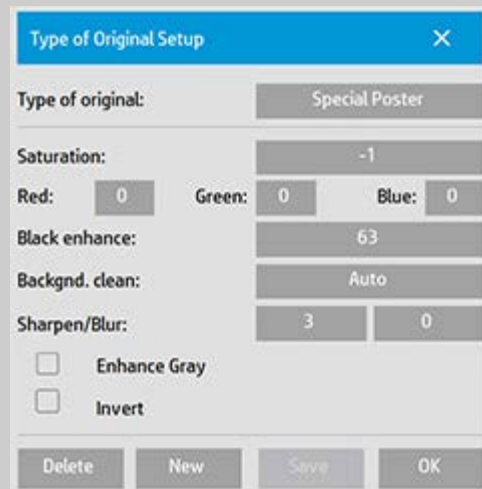 Type of Original Setup
Type of original: Special Poster
Saturation: -1
Red: 0 Green: 0 Blue: 0
Black enhance: 63
Backgnd. clean: Auto
Sharpen/Blur: 3 0
Enhance Gray
Invert
Delete New Save OK